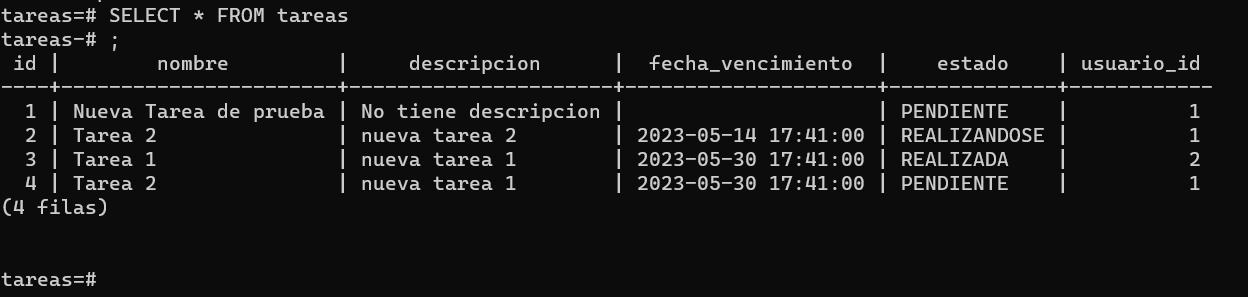 tareas=# SELECT * FROM tareas
tareas-# ;
 id |         nombre         |     descripcion      |  fecha_vencimiento  |    estado    | usuario_id
----+------------------------+----------------------+---------------------+--------------+------------
  1 | Nueva Tarea de prueba | No tiene descripcion |                     | PENDIENTE    |          1
  2 | Tarea 2               | nueva tarea 2        | 2023-05-14 17:41:00 | REALIZANDOSE |          1
  3 | Tarea 1               | nueva tarea 1        | 2023-05-30 17:41:00 | REALIZADA    |          2
  4 | Tarea 2               | nueva tarea 1        | 2023-05-30 17:41:00 | PENDIENTE    |          1
(4 filas)
tareas=#